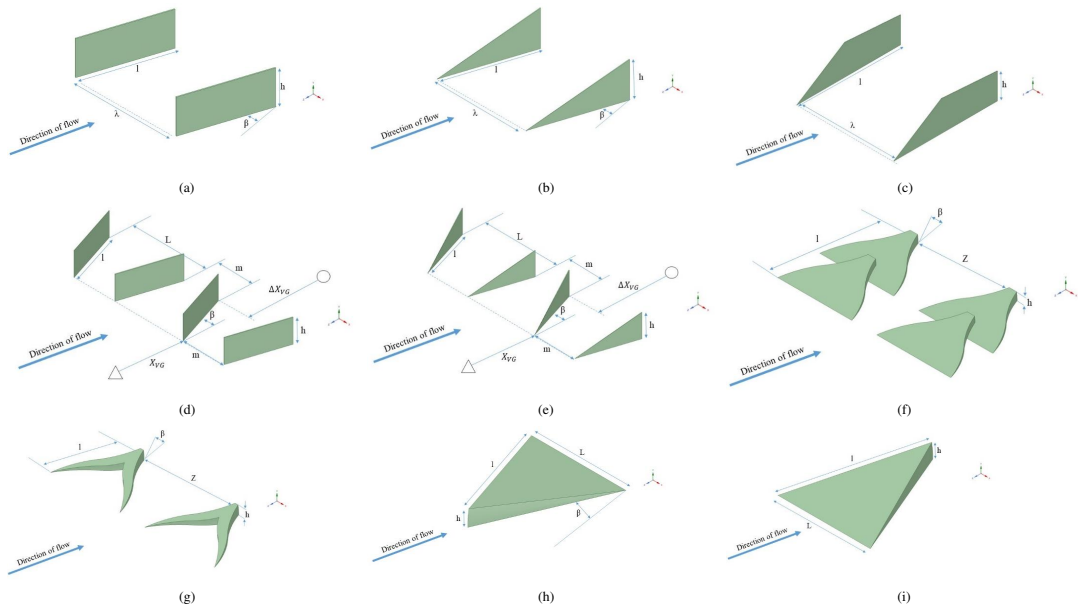 l
h
λ
β
Direction of flow
(a)
l
h
λ
β
Direction of flow
(b)
l
h
λ
Direction of flow
(c)
L
l
m
ΔX_VG
β
h
m
X_VG
Direction of flow
(d)
L
l
m
ΔX_VG
β
h
m
X_VG
Direction of flow
(e)
β
l
Z
h
Direction of flow
(f)
β
l
Z
h
Direction of flow
(g)
l
L
h
β
Direction of flow
(h)
l
h
L
Direction of flow
(i)